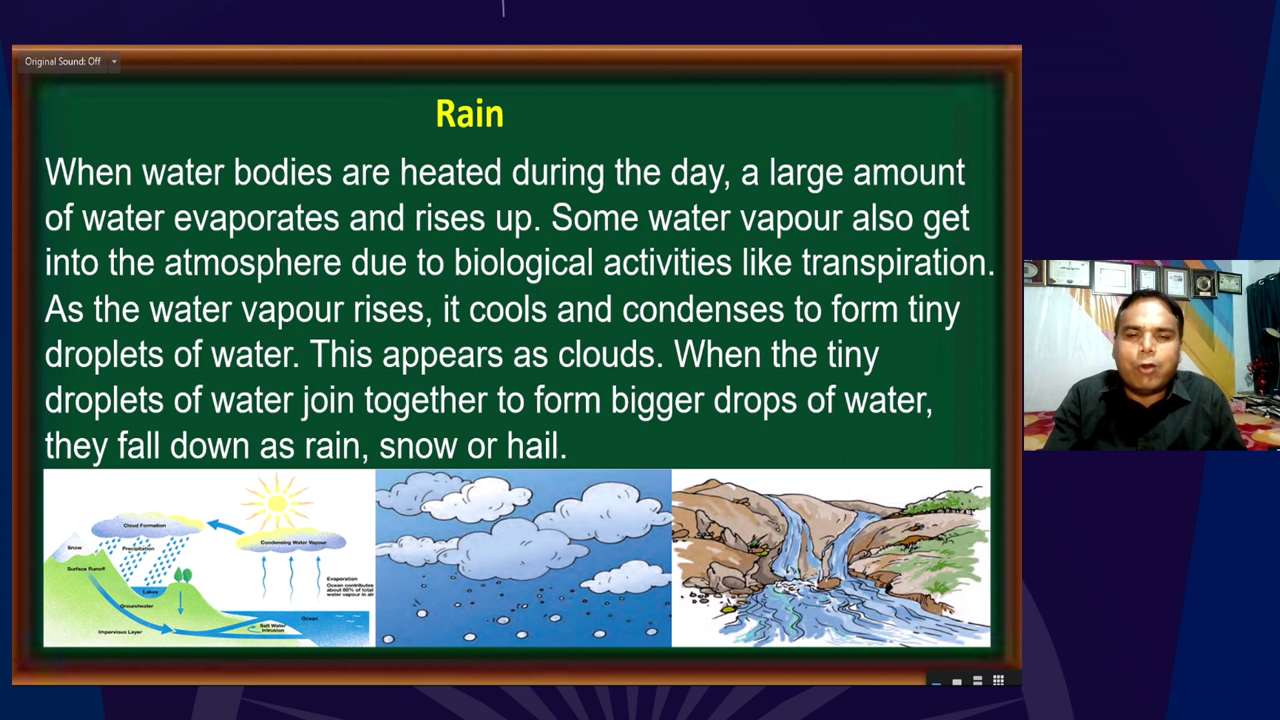 Original Sound: Off
Rain
When water bodies are heated during the day, a large amount
of water evaporates and rises up. Some water vapour also get
into the atmosphere due to biological activities like transpiration.
As the water vapour rises, it cools and condenses to form tiny
droplets of water. This appears as clouds. When the tiny
droplets of water join together to form bigger drops of water,
they fall down as rain, snow or hail.
Cloud Formation
Condensing Water Vapour
Snow
Precipitation
Surface Runoff
Evaporation
Ocean contributes
about 80% of total
water vapour in air
Lakes
Groundwater
Ocean
Salt Water
Intrusion
Impervious Layer